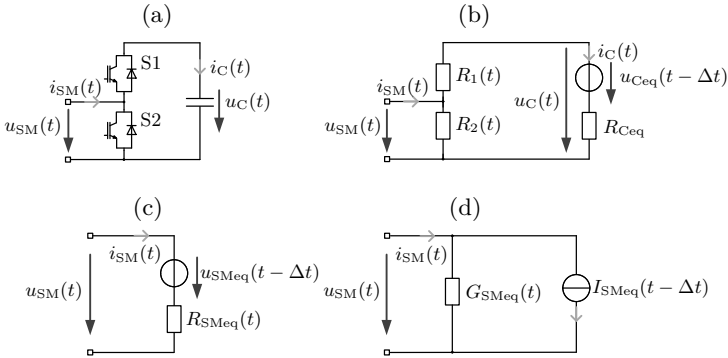 (a)
S1
i_C(t)
i_SM(t)
u_C(t)
u_SM(t)
S2
(b)
i_C(t)
R_1(t)
u_Ceq(t − Δt)
i_SM(t)
u_C(t)
u_SM(t)
R_2(t)
R_Ceq
(c)
i_SM(t)
u_SMeq(t − Δt)
u_SM(t)
R_SMeq(t)
(d)
i_SM(t)
u_SM(t)
G_SMeq(t)
I_SMeq(t − Δt)